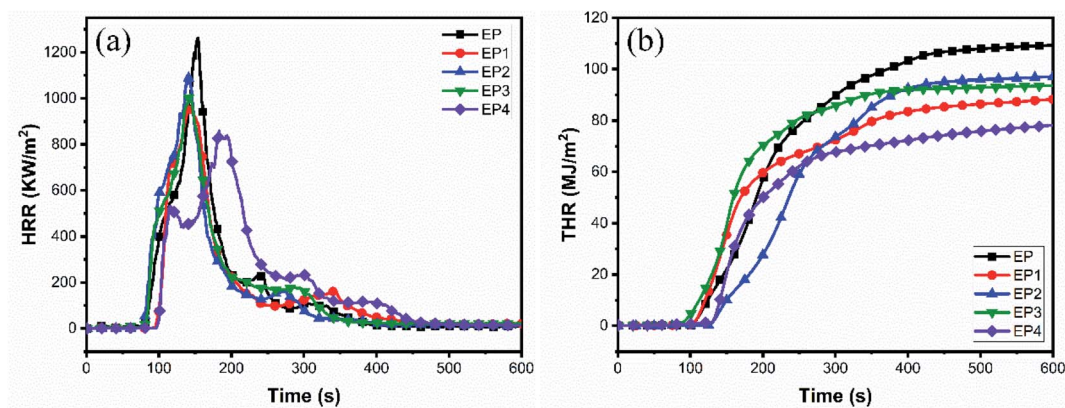 (a)
EP
EP1
EP2
EP3
EP4
HRR (KW/m²)
1200
1000
800
600
400
200
0
0 100 200 300 400 500 600
Time (s)
(b)
EP
EP1
EP2
EP3
EP4
THR (MJ/m²)
120
100
80
60
40
20
0
0 100 200 300 400 500 600
Time (s)